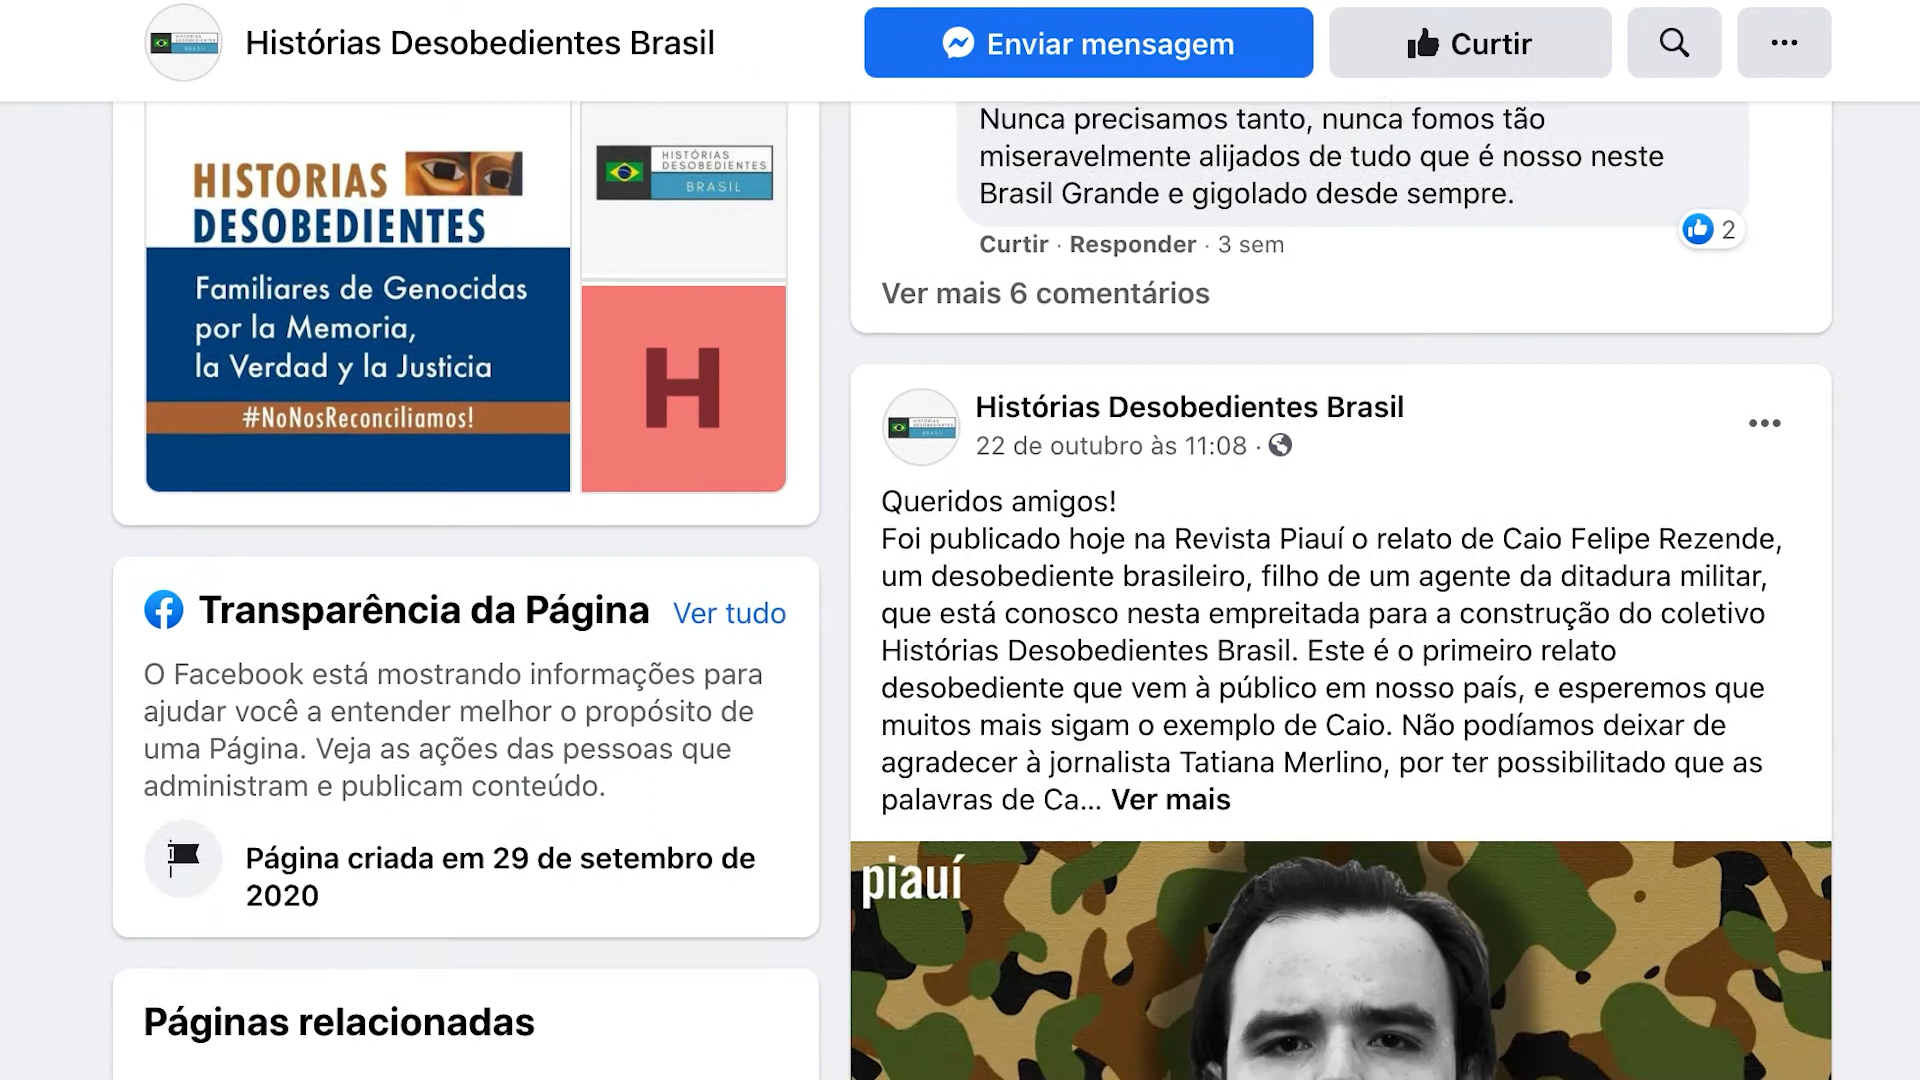 Histórias Desobedientes Brasil
Enviar mensagem
Curtir
HISTORIAS
DESOBEDIENTES
Familiares de Genocidas
por la Memoria,
la Verdad y la Justicia
#NoNosReconciliamos!
HISTÓRIAS
DESOBEDIENTES
BRASIL
H
Transparência da Página
Ver tudo
O Facebook está mostrando informações para
ajudar você a entender melhor o propósito de
uma Página. Veja as ações das pessoas que
administram e publicam conteúdo.
Página criada em 29 de setembro de
2020
Páginas relacionadas
Nunca precisamos tanto, nunca fomos tão
miseravelmente alijados de tudo que é nosso neste
Brasil Grande e gigolado desde sempre.
2
Curtir · Responder · 3 sem
Ver mais 6 comentários
Histórias Desobedientes Brasil
22 de outubro às 11:08 ·
Queridos amigos!
Foi publicado hoje na Revista Piauí o relato de Caio Felipe Rezende,
um desobediente brasileiro, filho de um agente da ditadura militar,
que está conosco nesta empreitada para a construção do coletivo
Histórias Desobedientes Brasil. Este é o primeiro relato
desobediente que vem à público em nosso país, e esperemos que
muitos mais sigam o exemplo de Caio. Não podíamos deixar de
agradecer à jornalista Tatiana Merlino, por ter possibilitado que as
palavras de Ca... Ver mais
piauí